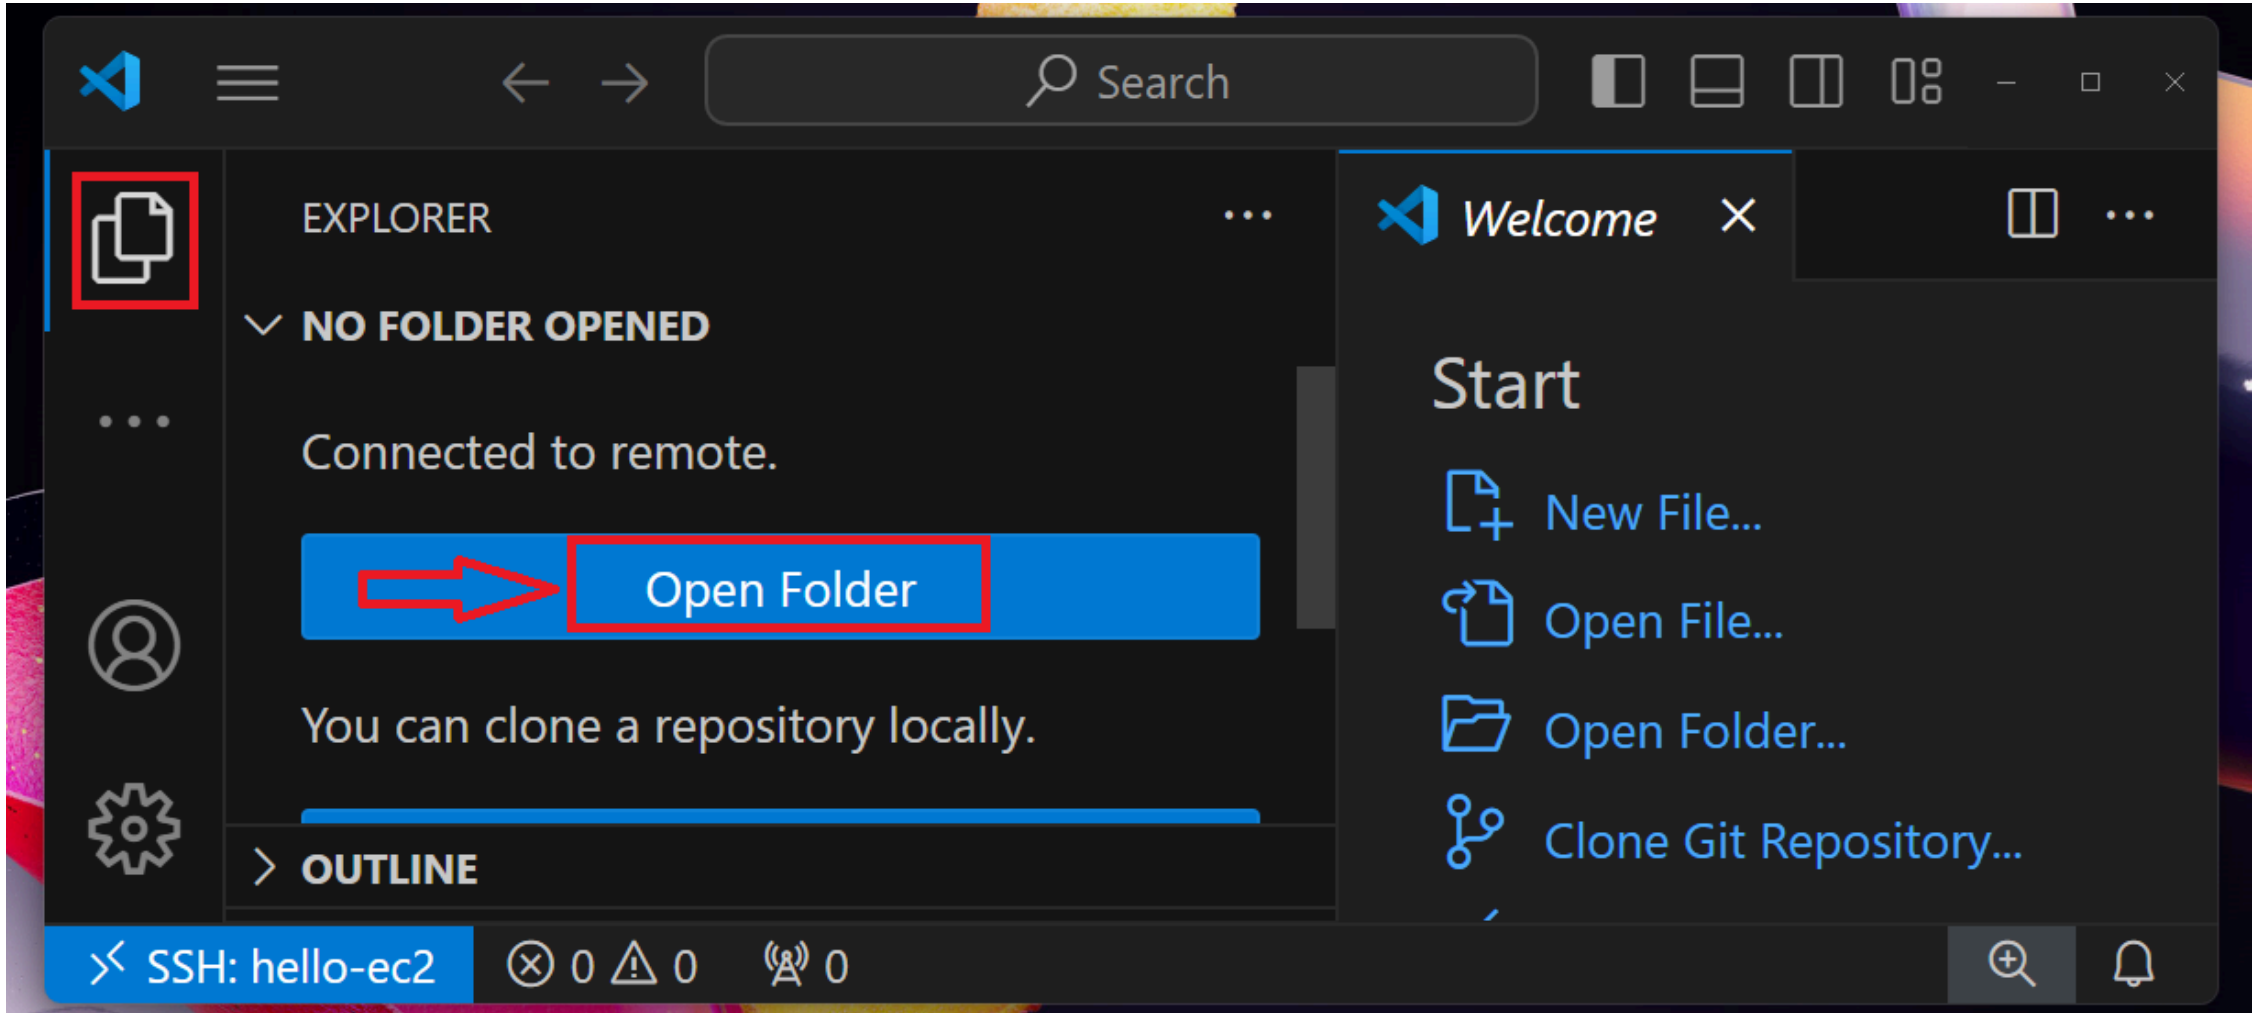 Search
EXPLORER
Welcome
NO FOLDER OPENED
Connected to remote.
Open Folder
You can clone a repository locally.
OUTLINE
Start
New File...
Open File...
Open Folder...
Clone Git Repository...
SSH: hello-ec2
0
0
0